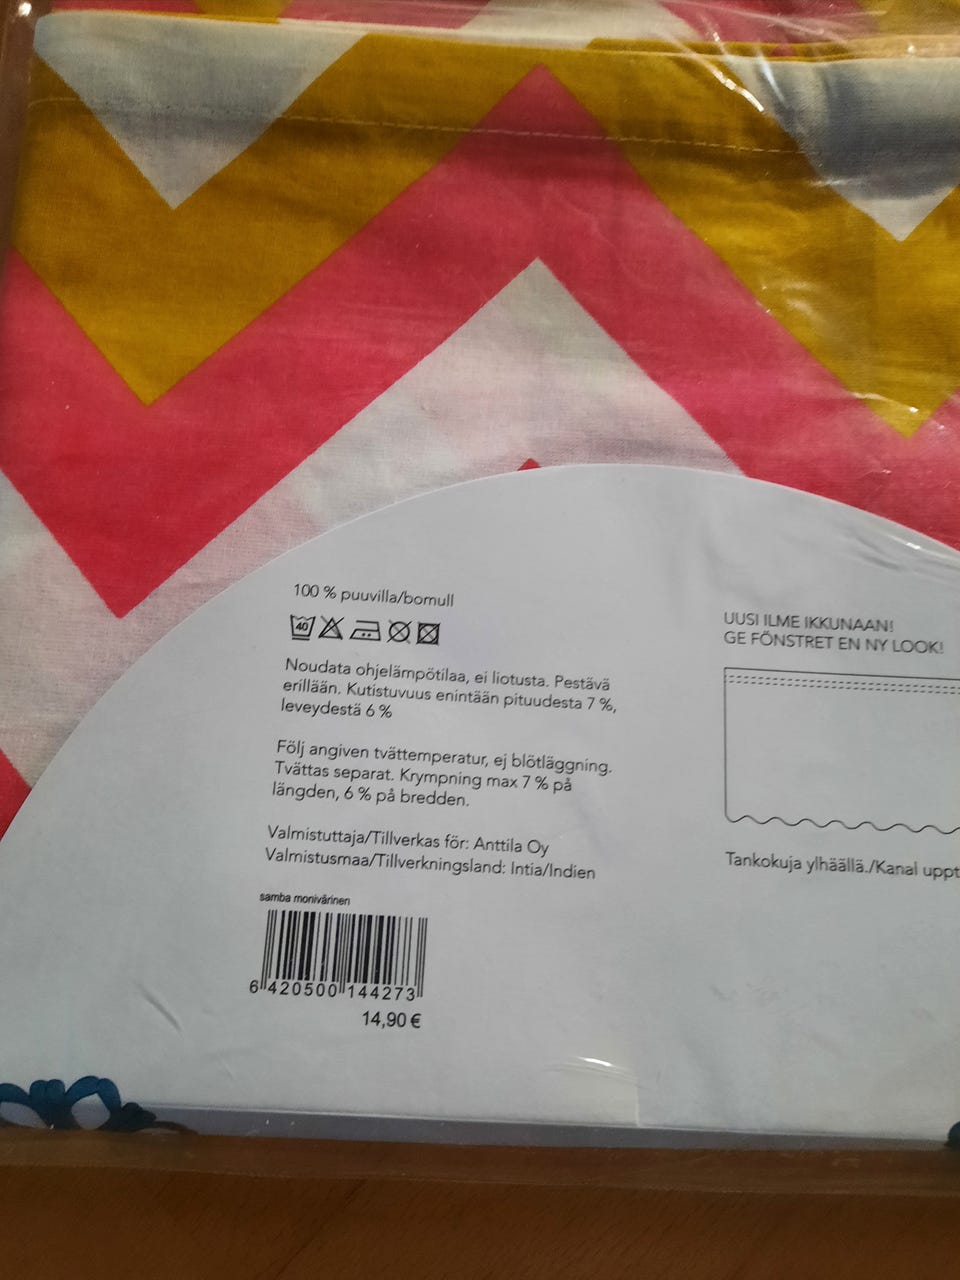 100 % puuvilla/bomull
40
Noudata ohjelämpötilaa, ei liotusta. Pestävä
erillään. Kutistuvuus enintään pituudesta 7 %,
leveydestä 6 %
Följ angiven tvättemperatur, ej blötläggning.
Tvättas separat. Krympning max 7 % på
längden, 6 % på bredden.
Valmistuttaja/Tillverkas för: Anttila Oy
Valmistusmaa/Tillverkningsland: Intia/Indien
samba monivärinen
6 420500 144273
14,90 €
UUSI ILME IKKUNAAN!
GE FÖNSTRET EN NY LOOK!
Tankokuja ylhäällä./Kanal uppt